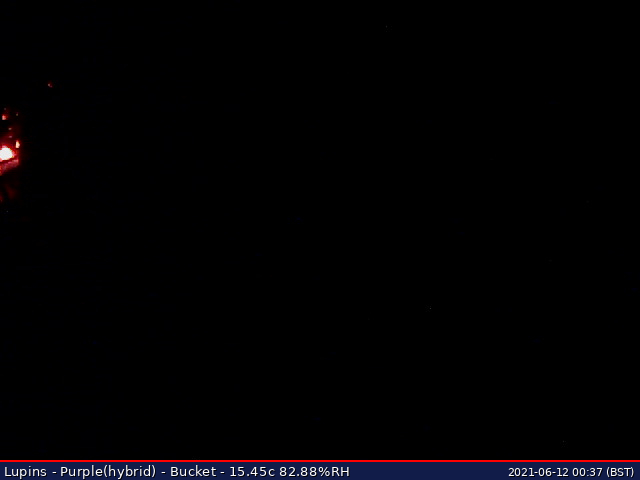 Lupins - Purple(hybrid) - Bucket - 15.45c 82.88%RH
2021-06-12 00:37 (BST)